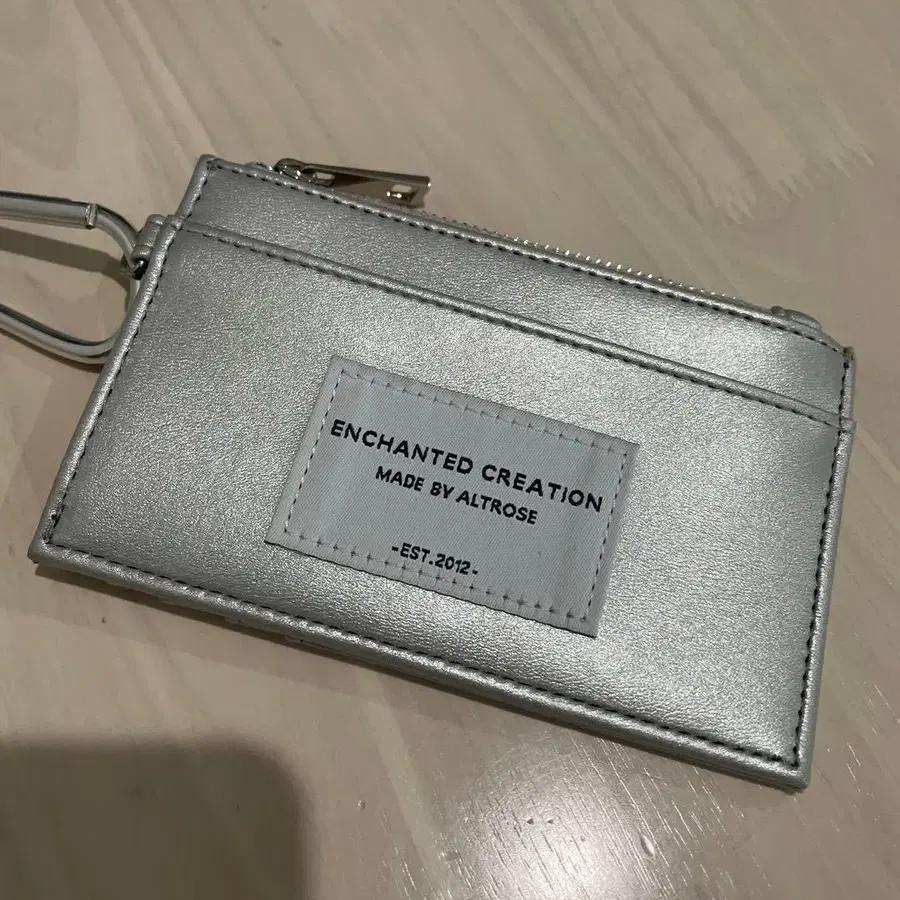 ENCHANTED CREATION
MADE BY ALTROSE
-EST.2012-